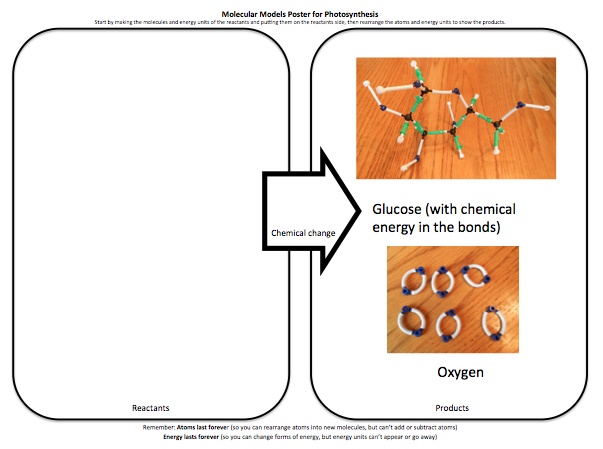 Molecular Models Poster for Photosynthesis
Start by making the molecules and energy units of the reactants and putting them on the reactants side, then rearrange the atoms and energy units to show the products.
Chemical change
Glucose (with chemical
energy in the bonds)
Oxygen
Reactants
Products
Remember: Atoms last forever (so you can rearrange atoms into new molecules, but can't add or subtract atoms)
Energy lasts forever (so you can change forms of energy, but energy units can't appear or go away)